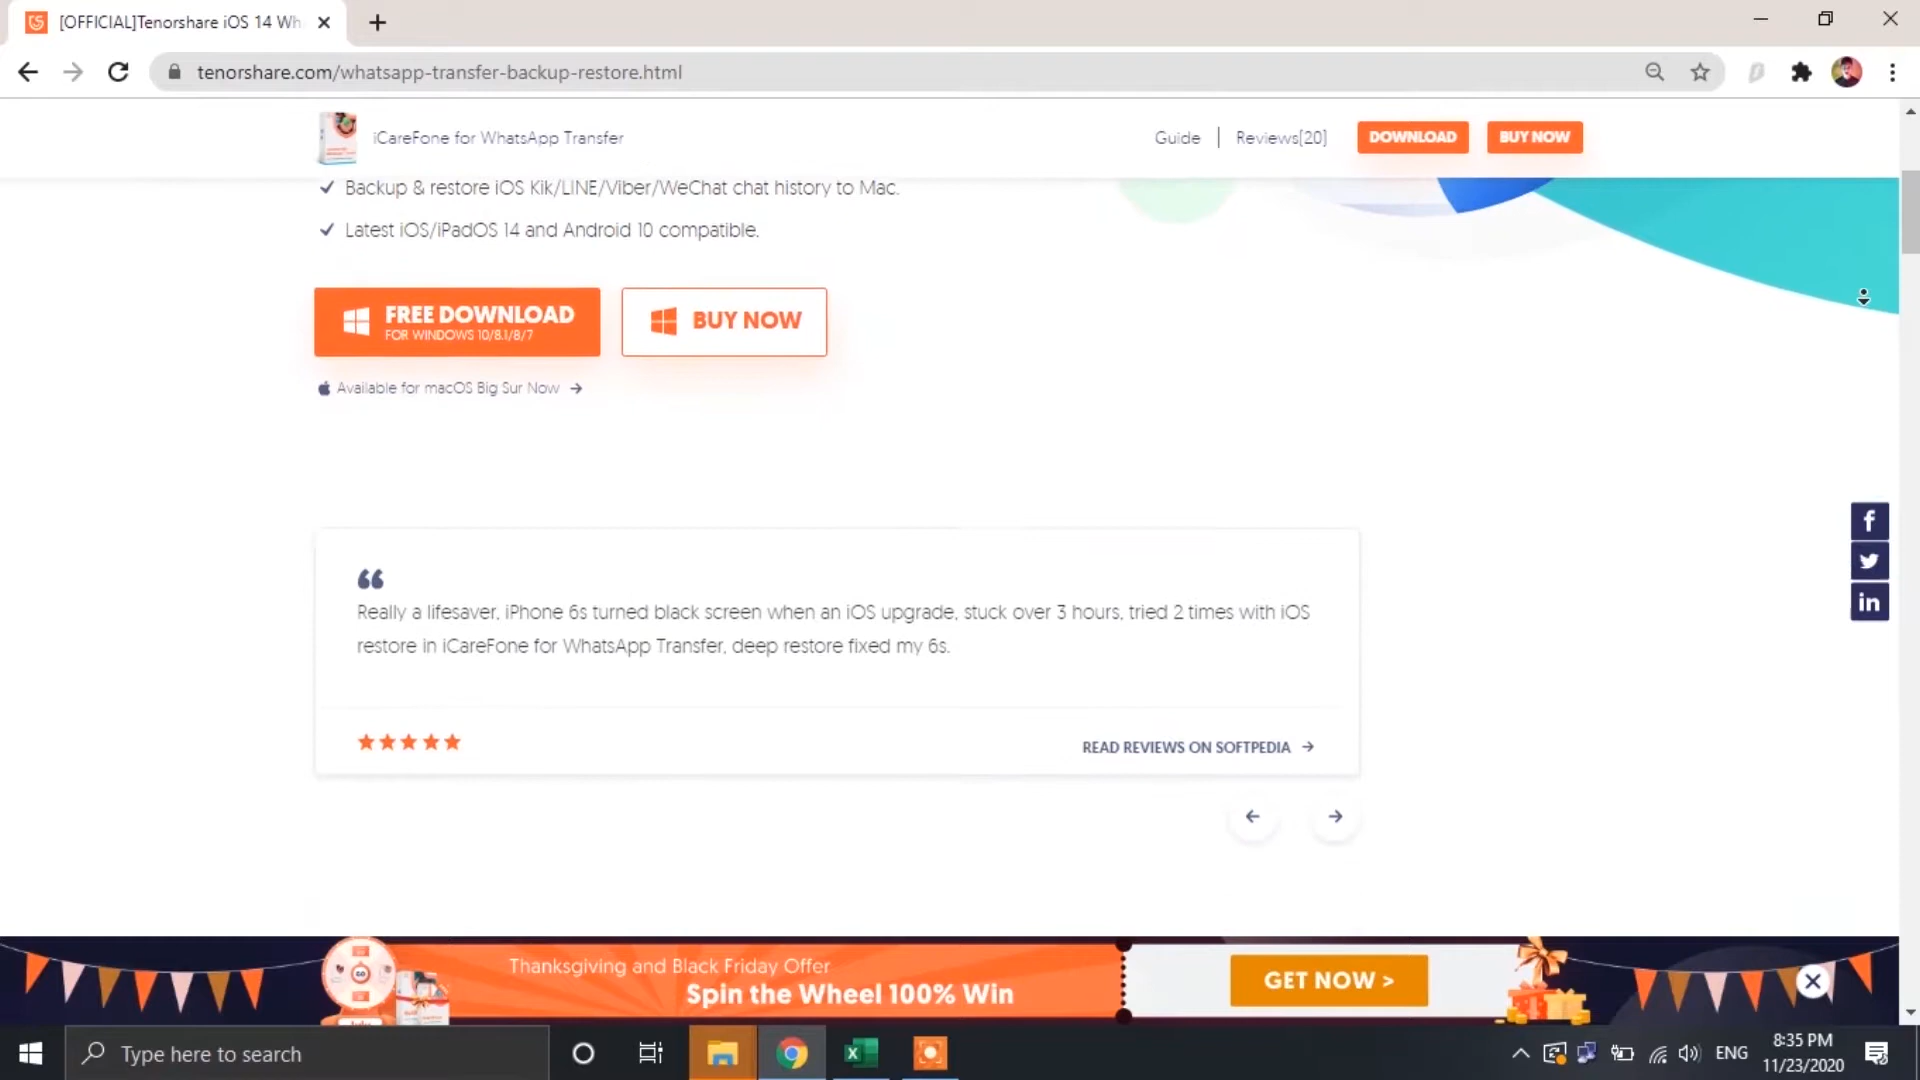 [OFFICIAL]Tenorshare iOS 14 Wh
tenorshare.com/whatsapp-transfer-backup-restore.html
iCareFone for WhatsApp Transfer
Guide
Reviews[20]
DOWNLOAD
BUY NOW
Backup & restore iOS Kik/LINE/Viber/WeChat chat history to Mac.
Latest iOS/iPadOS 14 and Android 10 compatible.
FREE DOWNLOAD
FOR WINDOWS 10/8.1/8/7
BUY NOW
Available for macOS Big Sur Now
Really a lifesaver, iPhone 6s turned black screen when an iOS upgrade, stuck over 3 hours, tried 2 times with iOS
restore in iCareFone for WhatsApp Transfer, deep restore fixed my 6s.
READ REVIEWS ON SOFTPEDIA
Thanksgiving and Black Friday Offer
Spin the Wheel 100% Win
GET NOW >
Type here to search
ENG
8:35 PM
11/23/2020